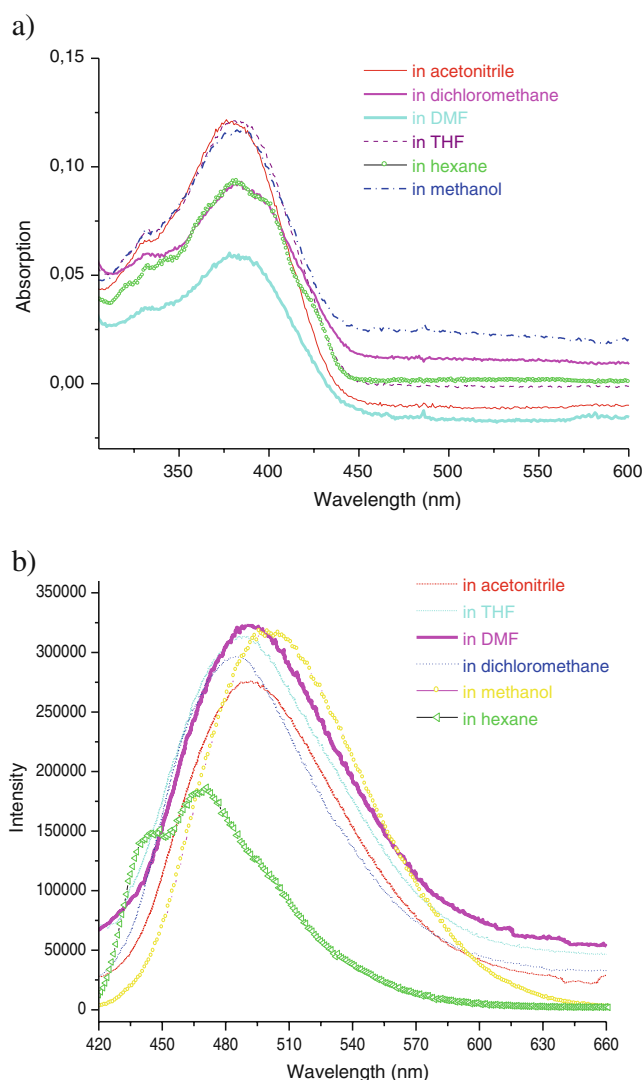 a)
0,15
0,10
0,05
0,00
Absorption
in acetonitrile
in dichloromethane
in DMF
in THF
in hexane
in methanol
350 400 450 500 550 600
Wavelength (nm)
b)
350000
300000
250000
200000
150000
100000
50000
0
Intensity
in acetonitrile
in THF
in DMF
in dichloromethane
in methanol
in hexane
420 450 480 510 540 570 600 630 660
Wavelength (nm)